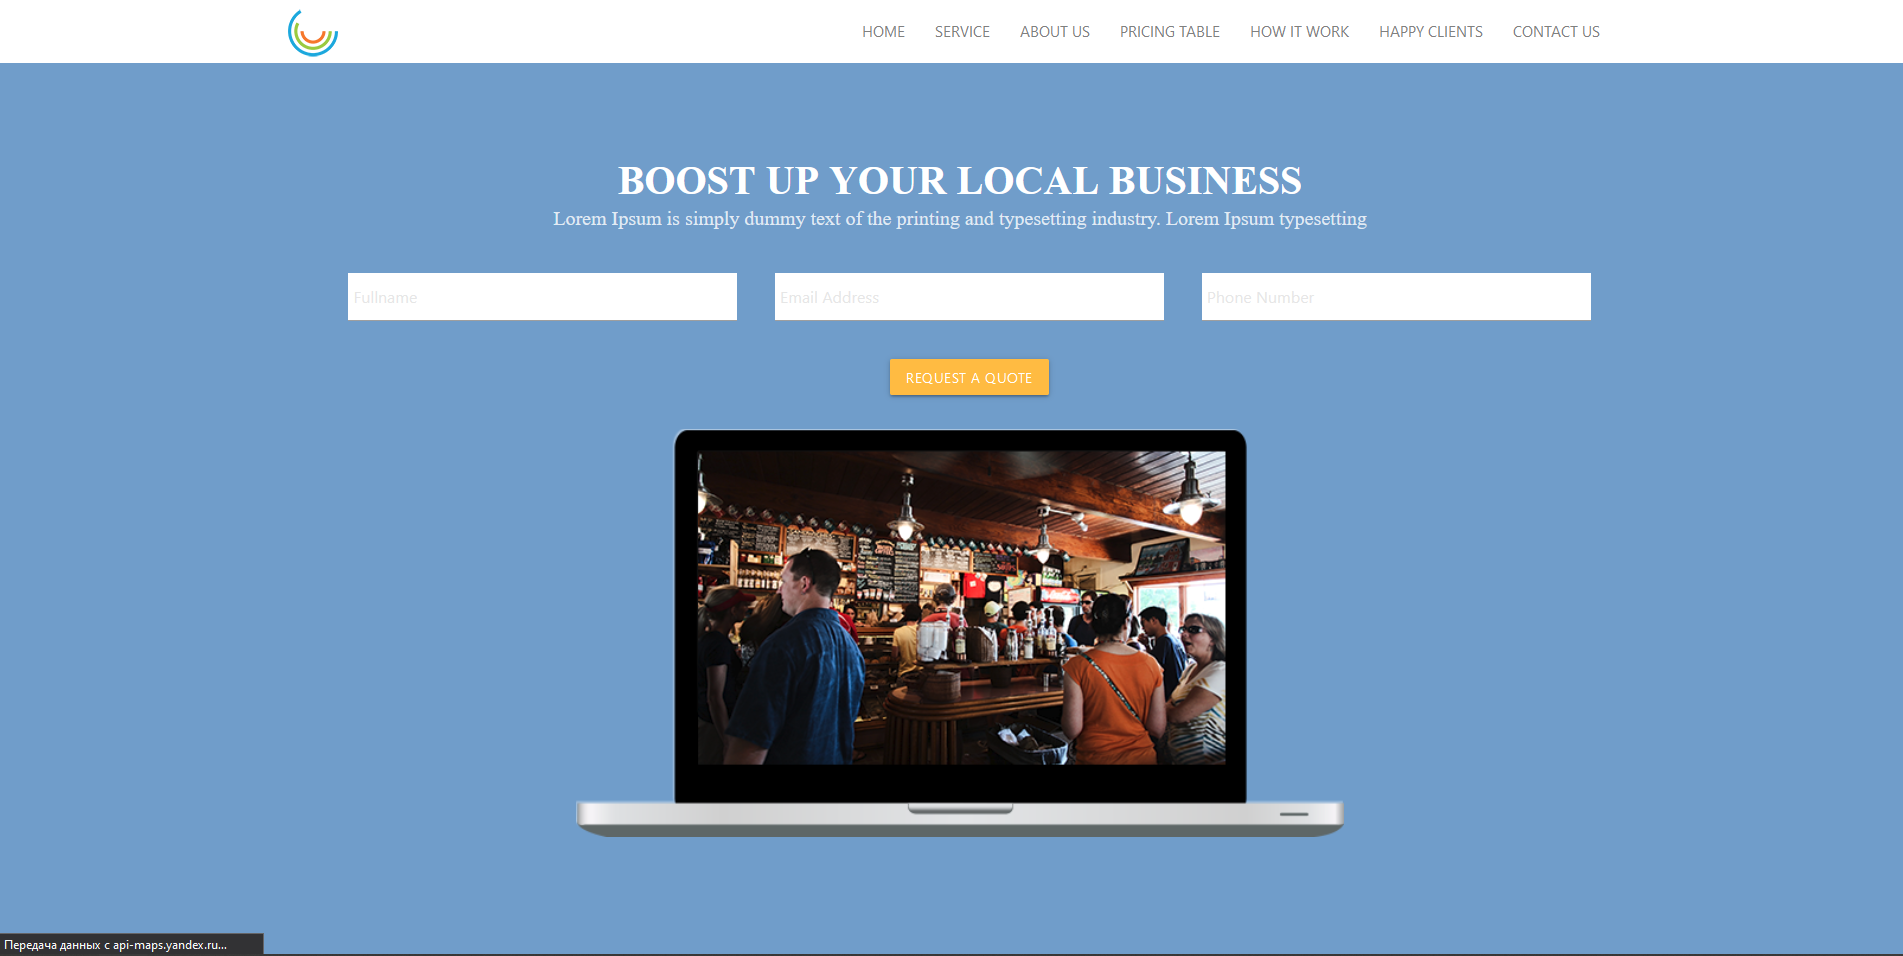 HOME SERVICE ABOUT US PRICING TABLE HOW IT WORK HAPPY CLIENTS CONTACT US
BOOST UP YOUR LOCAL BUSINESS
Lorem Ipsum is simply dummy text of the printing and typesetting industry. Lorem Ipsum typesetting
Fullname Email Address Phone Number
REQUEST A QUOTE
Передача данных с api-maps.yandex.ru...